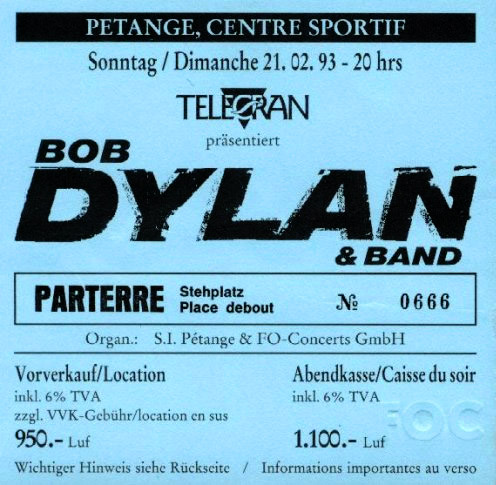 PETANGE, CENTRE SPORTIF
Sonntag / Dimanche 21. 02. 93 - 20 hrs
TELECRAN
präsentiert
BOB
DYLAN
& BAND
PARTERRE Stehplatz
Place debout № 0666
Organ.: S.I. Pétange & FO-Concerts GmbH
Vorverkauf/Location Abendkasse/Caisse du soir
inkl. 6% TVA inkl. 6% TVA
zzgl. VVK-Gebühr/location en sus
950.- Luf 1.100.- Luf
Wichtiger Hinweis siehe Rückseite / Informations importantes au verso